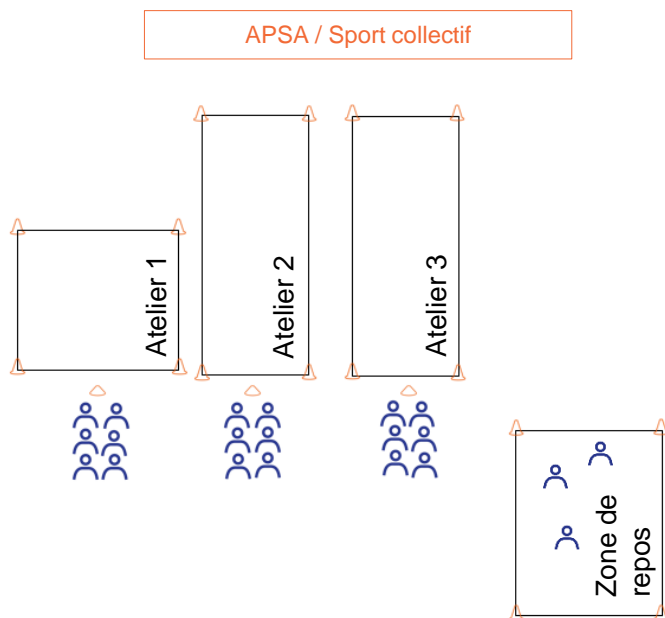 APSA / Sport collectif
Atelier 1
Atelier 2
Atelier 3
Zone de
repos